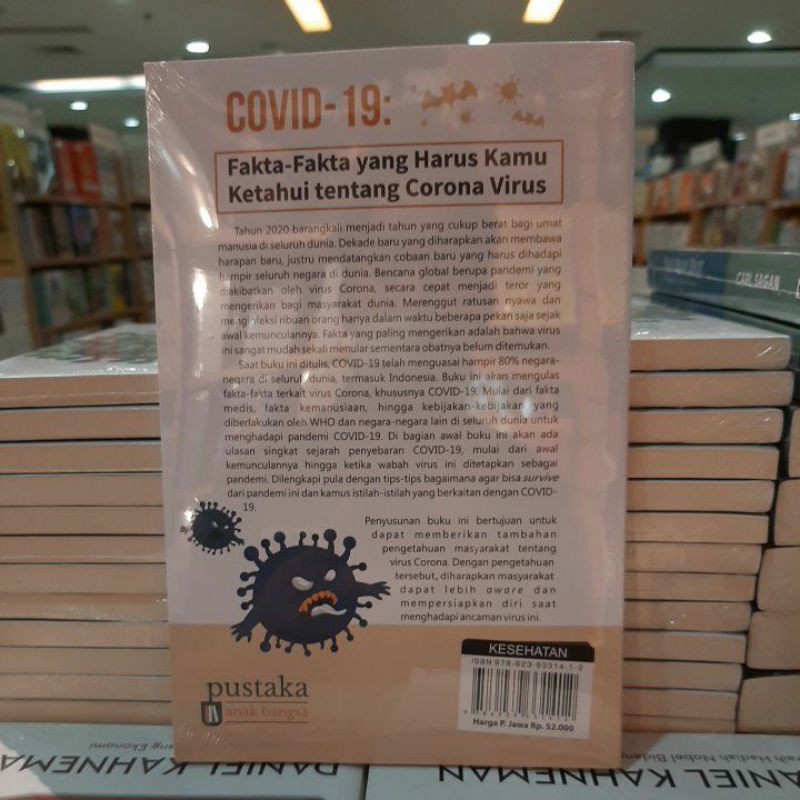 COVID-19:
Fakta-Fakta yang Harus Kamu
Ketahui tentang Corona Virus
Tahun 2020 barangkali menjadi tahun yang cukup berat bagi umat
manusia di seluruh dunia. Dekade baru yang diharapkan akan membawa
harapan baru, justru mendatangkan cobaan baru yang harus dihadapi
hampir seluruh negara di dunia. Bencana global berupa pandemi yang
diakibatkan oleh virus Corona, secara cepat menjadi teror yang
mengerikan bagi masyarakat dunia. Merenggut ratusan nyawa dan
menginfeksi ribuan orang hanya dalam waktu beberapa pekan saja sejak
awal kemunculannya. Fakta yang paling mengerikan adalah bahwa virus
ini sangat mudah sekali menular sementara obatnya belum ditemukan.
Saat buku ini ditulis, COVID-19 telah menguasai hampir 80% negara-
negara di seluruh dunia, termasuk Indonesia. Buku ini akan mengulas
fakta-fakta terkait virus Corona, khususnya COVID-19. Mulai dari fakta
medis, fakta kemanusiaan, hingga kebijakan-kebijakan yang
diberlakukan oleh WHO dan negara-negara lain di seluruh dunia untuk
menghadapi pandemi COVID-19. Di bagian awal buku ini akan ada
ulasan singkat sejarah penyebaran COVID-19, mulai dari awal
kemunculannya hingga ketika wabah virus ini ditetapkan sebagai
pandemi. Dilengkapi pula dengan tips-tips bagaimana agar bisa survive
dari pandemi ini dan kamus istilah-istilah yang berkaitan dengan COVID-
19.
Penyusunan buku ini bertujuan untuk
dapat memberikan tambahan
pengetahuan masyarakat tentang
virus Corona. Dengan pengetahuan
tersebut, diharapkan masyarakat
dapat lebih aware dan
mempersiapkan diri saat
menghadapi ancaman virus ini.
KESEHATAN
ISBN 978-623-93314-1-2
Harga P. Jawa Rp. 52.000
pustaka
anak bangsa
CARL SAGAN
DANIEL KAHNEMAN
DANIEL KAHNEMAN